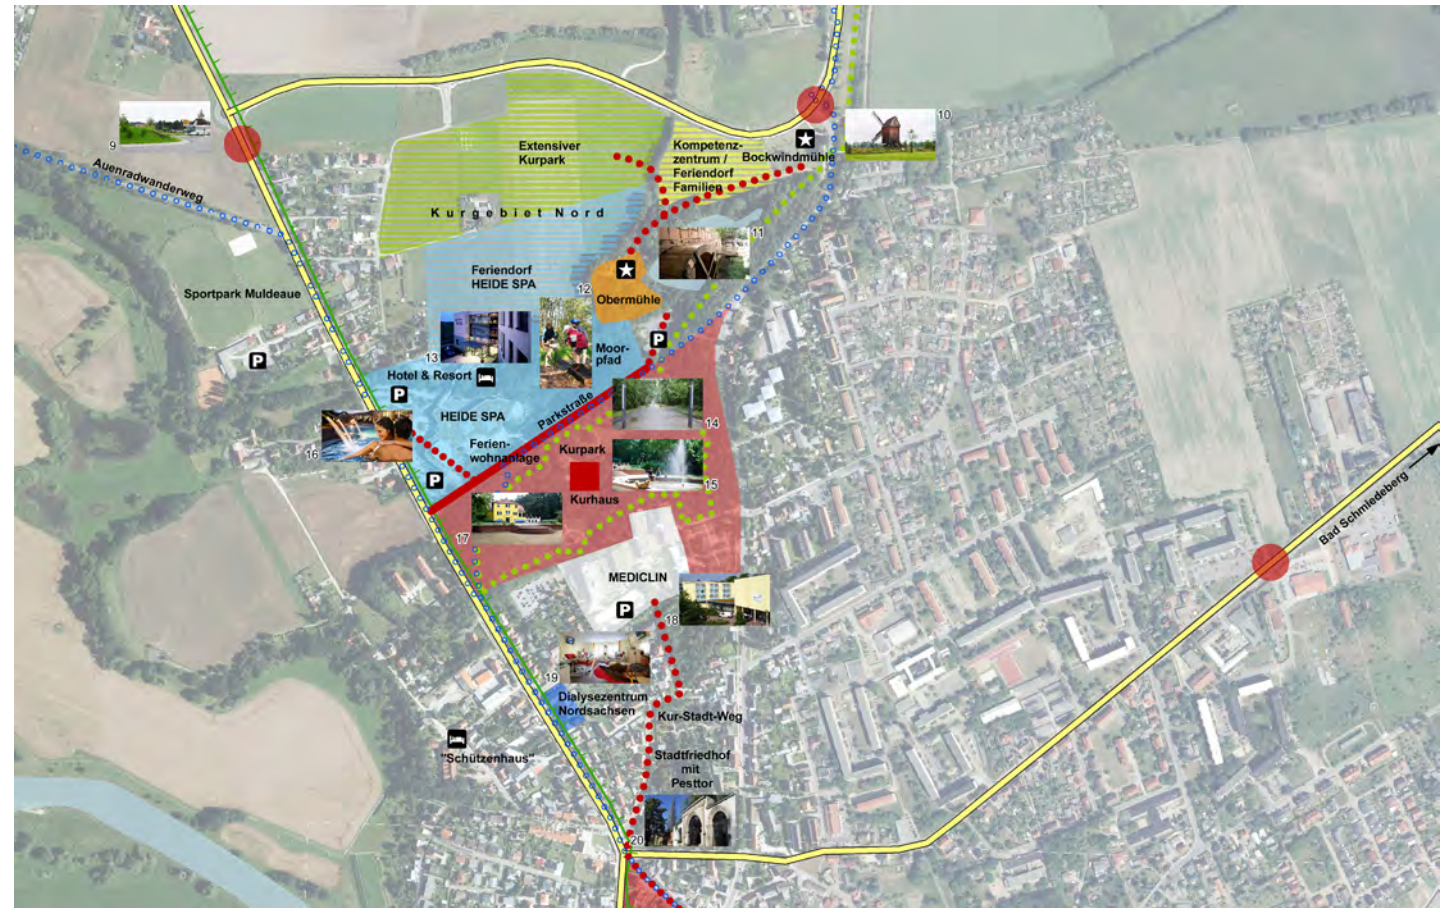 10
9
Extensiver
Kurpark
Kompetenz-
zentrum /
Feriendorf
Familien
Bockwindmühle
Auenradwanderweg
Kurgebiet Nord
11
Feriendorf
HEIDE SPA
12
Obermühle
Sportpark Muldeaue
P
P
13
Hotel & Resort
Moor-
pfad
P
Parkstraße
HEIDE SPA
14
16
Ferien-
wohnanlage
Kurpark
P
15
Kurhaus
17
Bad Schmiedeberg
MEDICLIN
P
18
19
Dialysezentrum
Nordsachsen
Kur-Stadt-Weg
"Schützenhaus"
Stadtfriedhof
mit
Pesttor
20